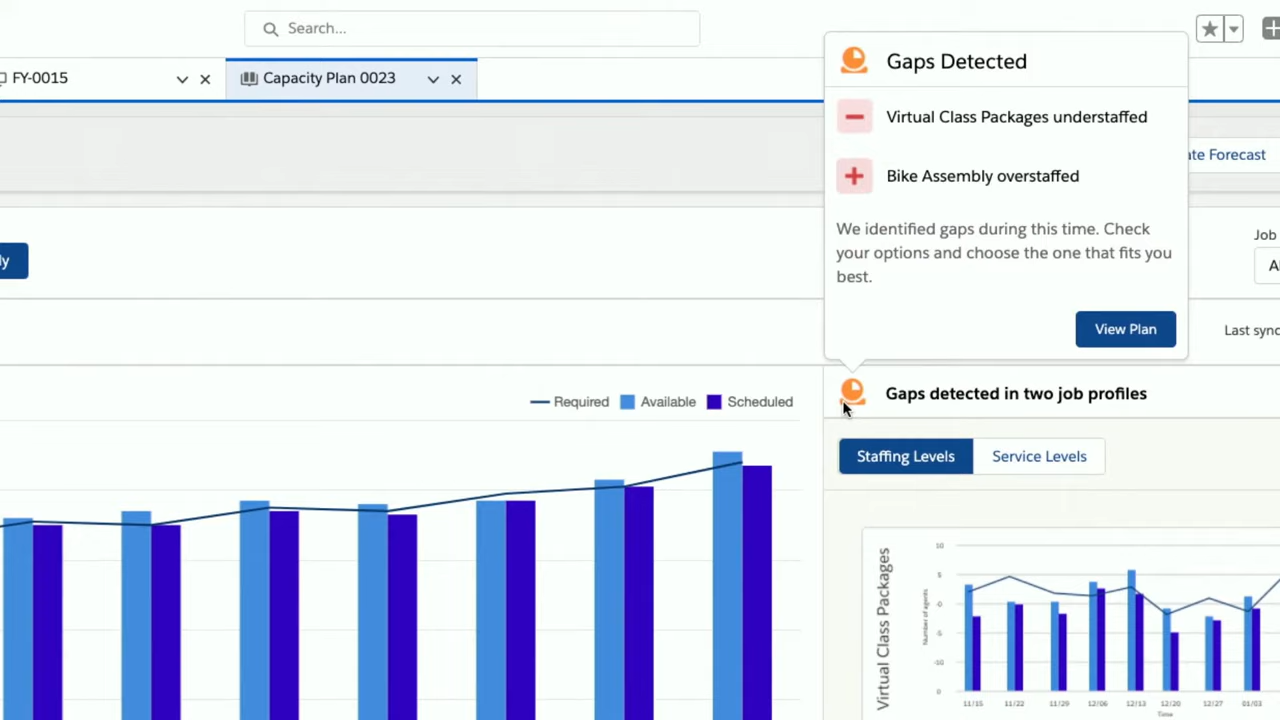 Search...
FY-0015
Capacity Plan 0023
Gaps Detected
Virtual Class Packages understaffed
Bike Assembly overstaffed
We identified gaps during this time. Check
your options and choose the one that fits you
best.
View Plan
te Forecast
Job
ly
Last sync
Required
Available
Scheduled
Gaps detected in two job profiles
Staffing Levels
Service Levels
Virtual Class Packages
Number of agents
10
5
-0
-5
-10
0
11/15
11/22
11/29
12/06
12/13
12/20
12/27
01/03
Time